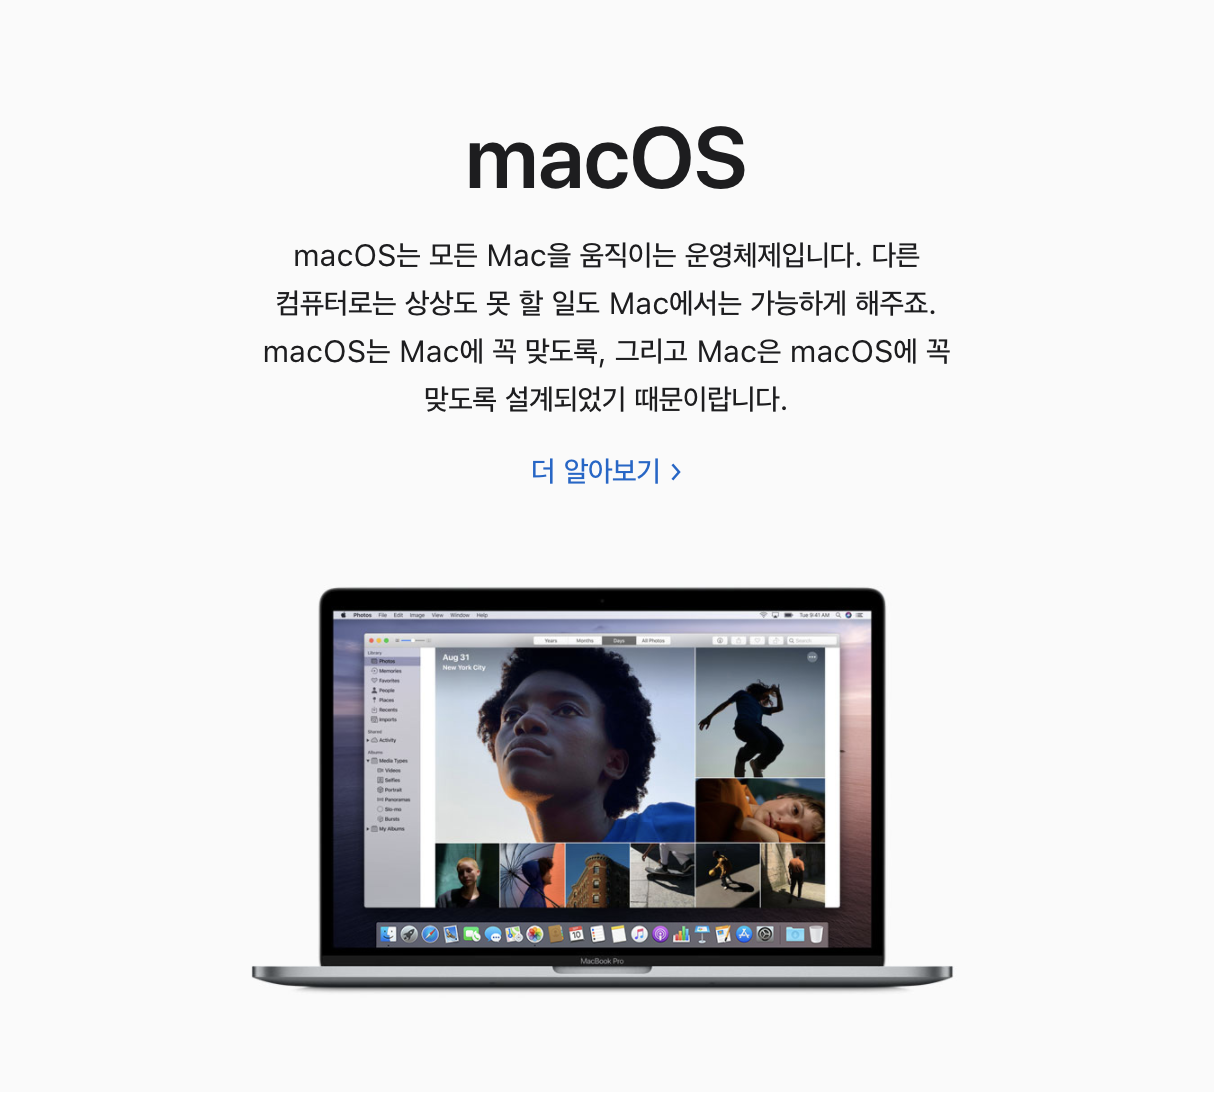 macOS
macOS는 모든 Mac을 움직이는 운영체제입니다. 다른
컴퓨터로는 상상도 못 할 일도 Mac에서는 가능하게 해주죠.
macOS는 Mac에 꼭 맞도록, 그리고 Mac은 macOS에 꼭
맞도록 설계되었기 때문이랍니다.
더 알아보기 >
Photos File Edit Image View Window Help Tue 9:41 AM
Years Months Days All Photos Search
Library
Photos
Memories
Favorites
People
Places
Recents
Imports
Shared
Activity
Albums
Media Types
Videos
Selfies
Portrait
Panoramas
Slo-mo
Bursts
My Albums
Aug 31
New York City
10
MacBook Pro